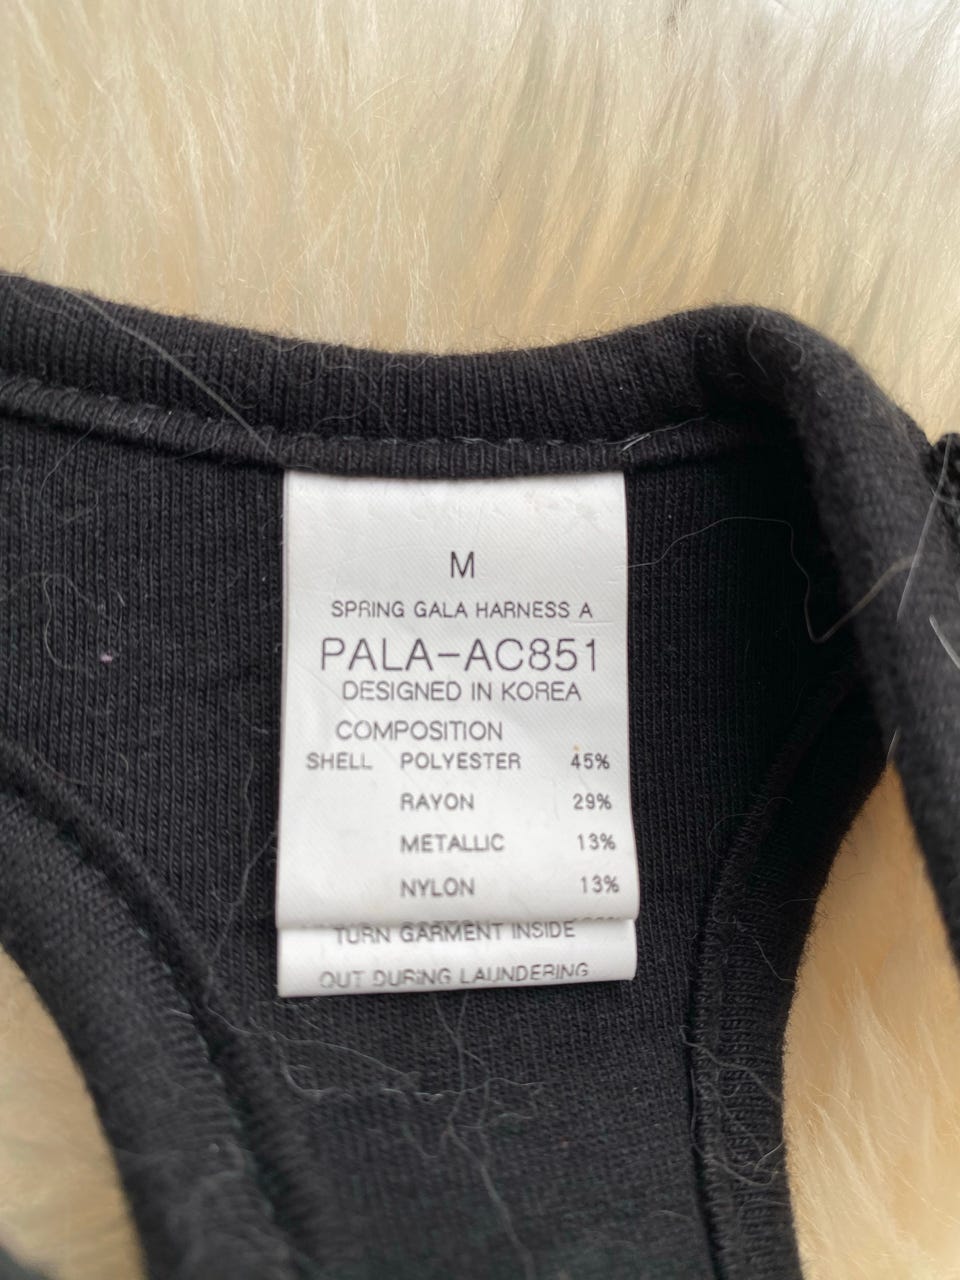 M
SPRING GALA HARNESS A
PALA-AC851
DESIGNED IN KOREA
COMPOSITION
SHELL POLYESTER 45%
RAYON 29%
METALLIC 13%
NYLON 13%
TURN GARMENT INSIDE
OUT DURING LAUNDERING